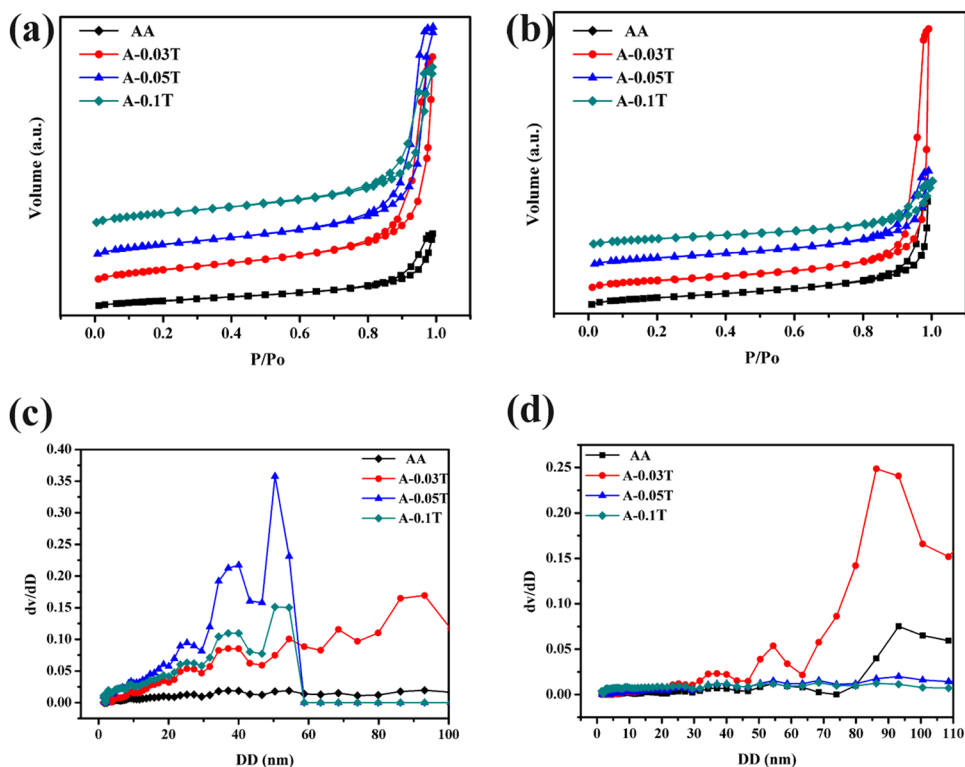 (a)
AA
A-0.03T
A-0.05T
A-0.1T
Volume (a.u.)
0.0 0.2 0.4 0.6 0.8 1.0
P/Po
(b)
AA
A-0.03T
A-0.05T
A-0.1T
Volume (a.u.)
0.0 0.2 0.4 0.6 0.8 1.0
P/Po
(c)
0.40
0.35
0.30
0.25
0.20
0.15
0.10
0.05
0.00
dv/dD
AA
A-0.03T
A-0.05T
A-0.1T
0 20 40 60 80 100
DD (nm)
(d)
0.25
0.20
0.15
0.10
0.05
0.00
dv/dD
AA
A-0.03T
A-0.05T
A-0.1T
0 10 20 30 40 50 60 70 80 90 100 110
DD (nm)